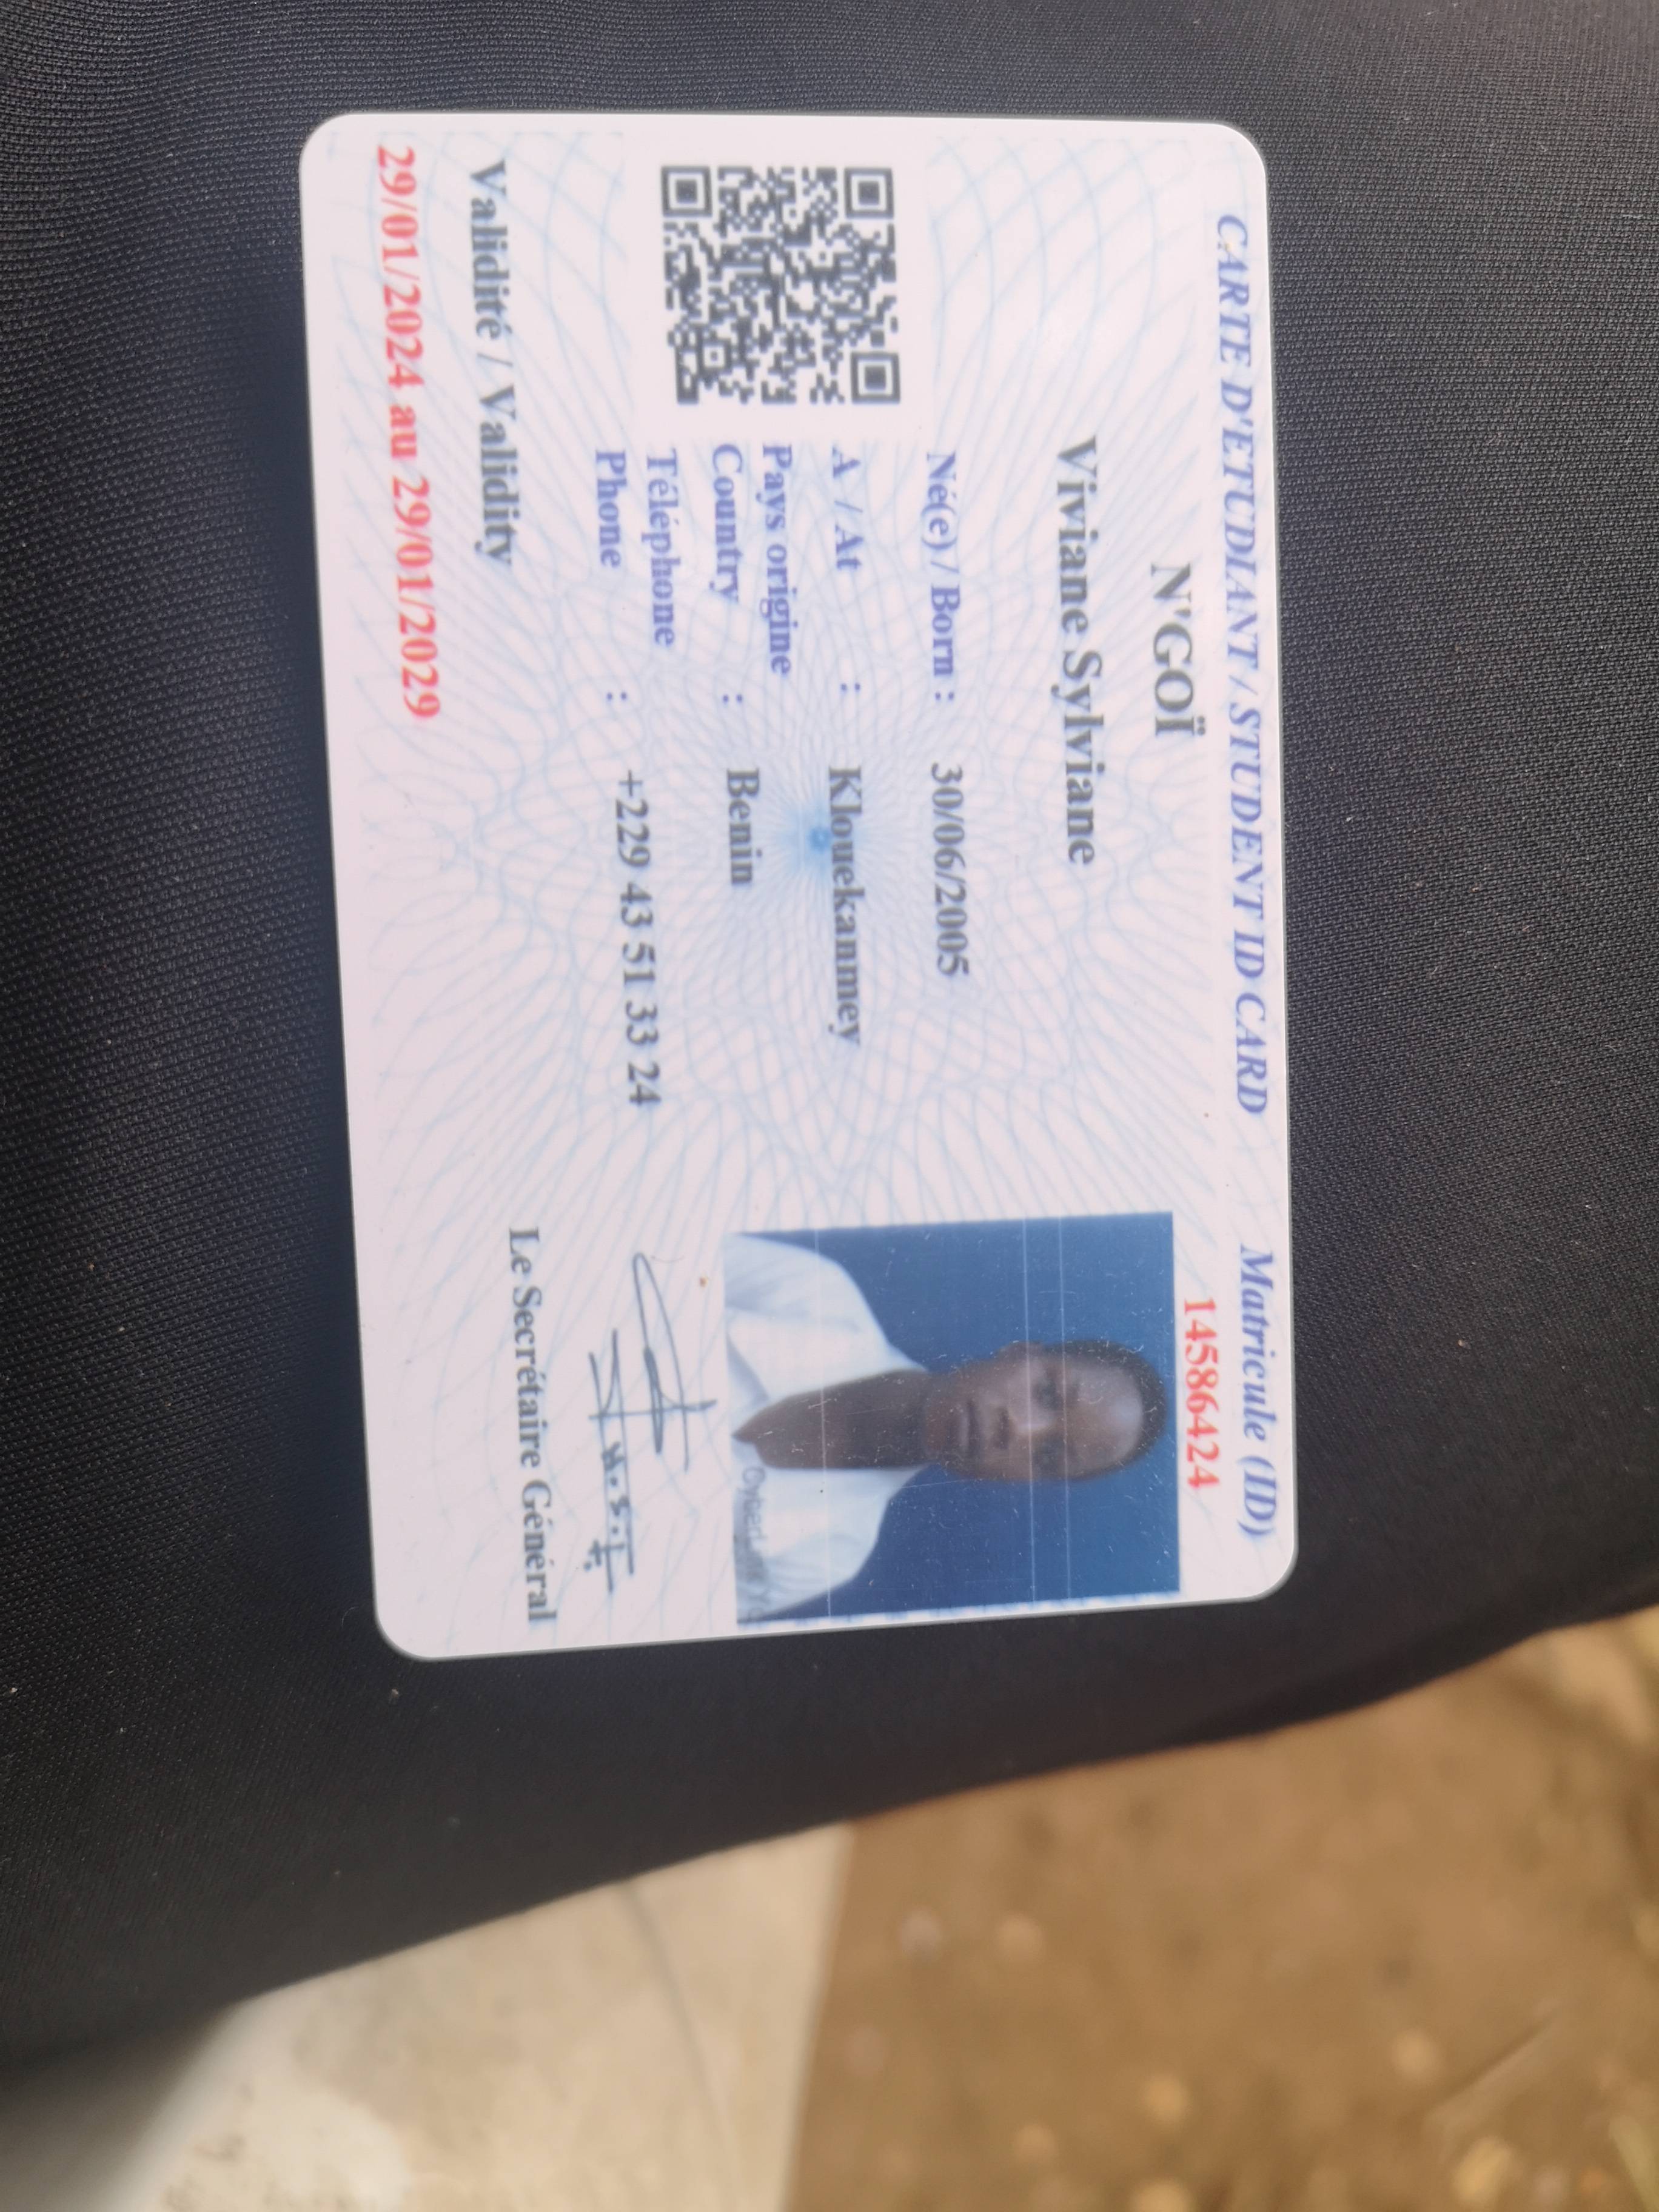 CARTE D'ETUDIANT / STUDENT ID CARD
Matricule (ID)
14586424
N'GOÏ
Viviane Sylviane
Né(e) / Born : 30/06/2005
A / At : Klouekanmey
Pays origine
Country : Benin
Téléphone
Phone : +229 43 51 33 24
Validité / Validity
29/01/2024 au 29/01/2029
Le Secrétaire Général